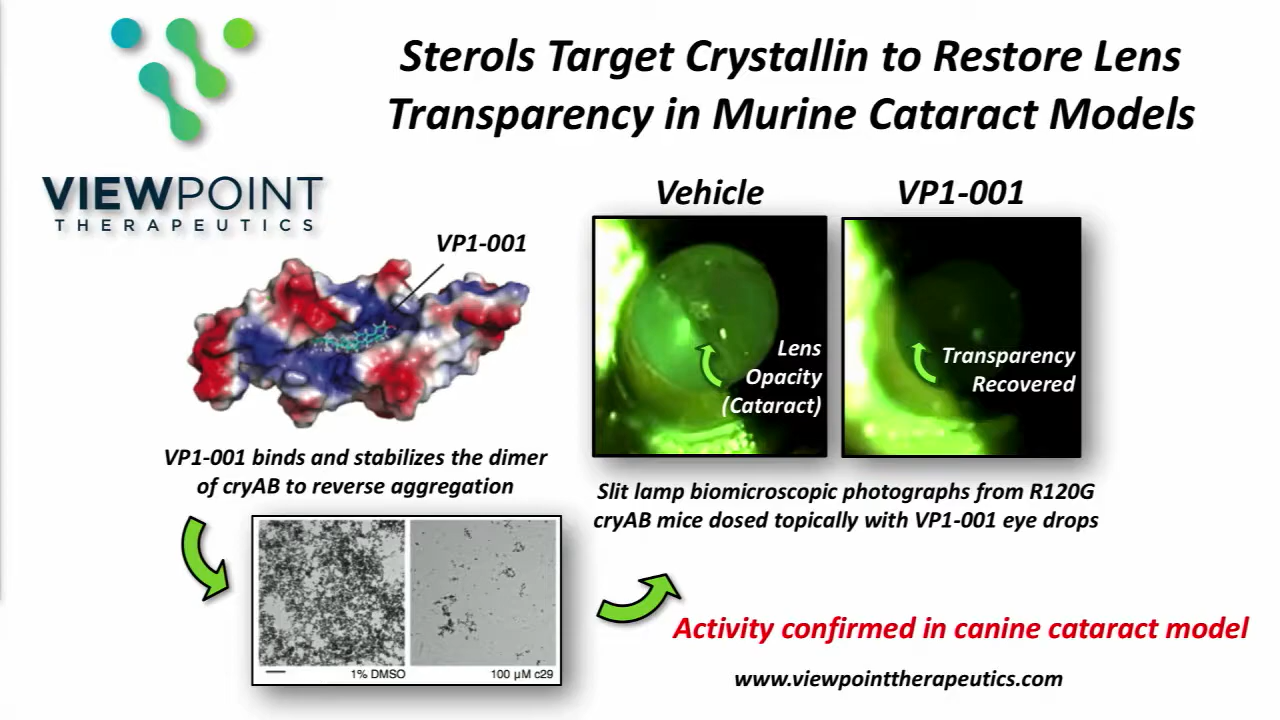 Sterols Target Crystallin to Restore Lens
Transparency in Murine Cataract Models
VIEWPOINT
THERAPEUTICS
VP1-001
VP1-001 binds and stabilizes the dimer
of cryAB to reverse aggregation
1% DMSO
100 µM c29
Vehicle
VP1-001
Lens
Opacity
(Cataract)
Transparency
Recovered
Slit lamp biomicroscopic photographs from R120G
cryAB mice dosed topically with VP1-001 eye drops
Activity confirmed in canine cataract model
www.viewpointtherapeutics.com